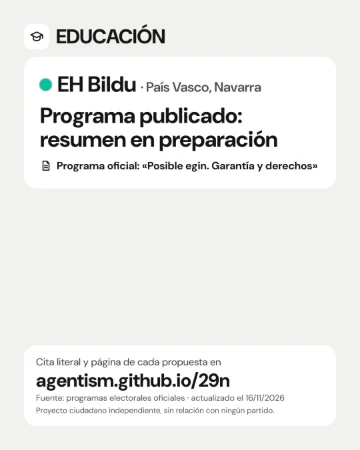 EDUCACIÓN
EH Bildu · País Vasco, Navarra
Programa publicado:
resumen en preparación
Programa oficial: «Posible egin. Garantía y derechos»
Cita literal y página de cada propuesta en
agentism.github.io/29n
Fuente: programas electorales oficiales · actualizado el 16/11/2026
Proyecto ciudadano independiente, sin relación con ningún partido.